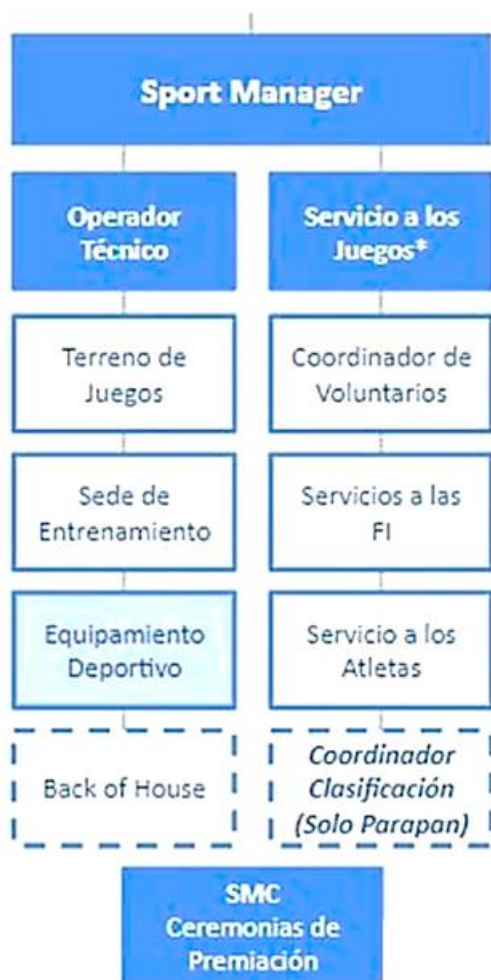 Sport Manager
Operador
Técnico
Servicio a los
Juegos*
Terreno de
Juegos
Coordinador de
Voluntarios
Sede de
Entrenamiento
Servicios a las
FI
Equipamiento
Deportivo
Servicio a los
Atletas
Back of House
Coordinador
Clasificación
(Solo Parapan)
SMC
Ceremonias de
Premiación